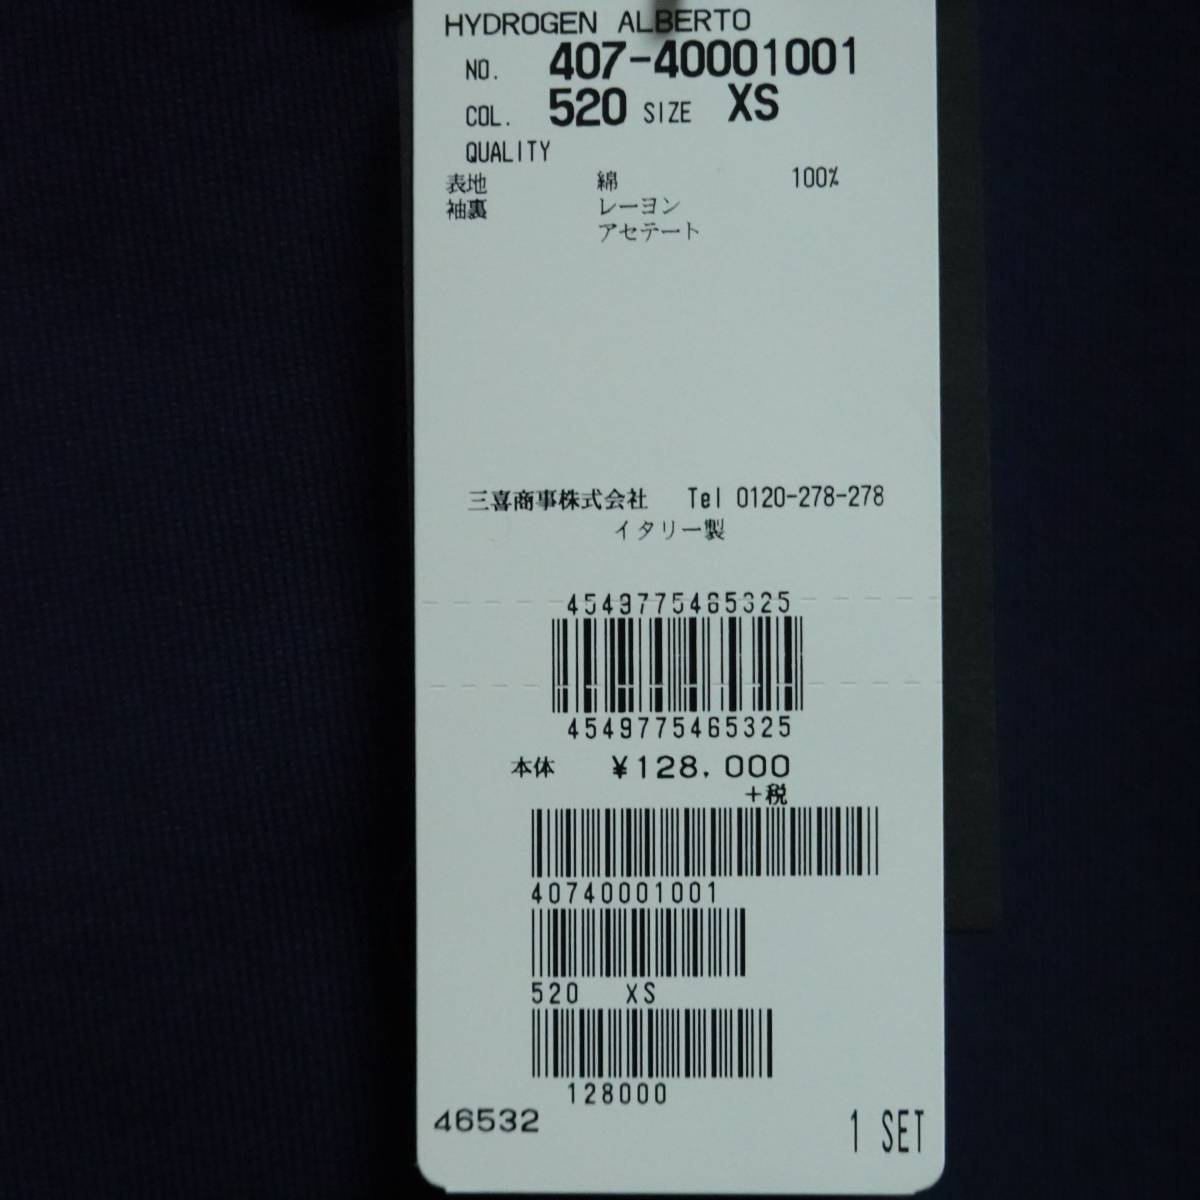 HYDROGEN ALBERTO
NO. 407-40001001
COL. 520 SIZE XS
QUALITY
表地 綿 100%
袖裏 レーヨン
アセテート
三喜商事株式会社 Tel 0120-278-278
イタリー製
4549775465325
4549775465325
本体 ¥128,000
+税
40740001001
520 XS
128000
46532 1 SET